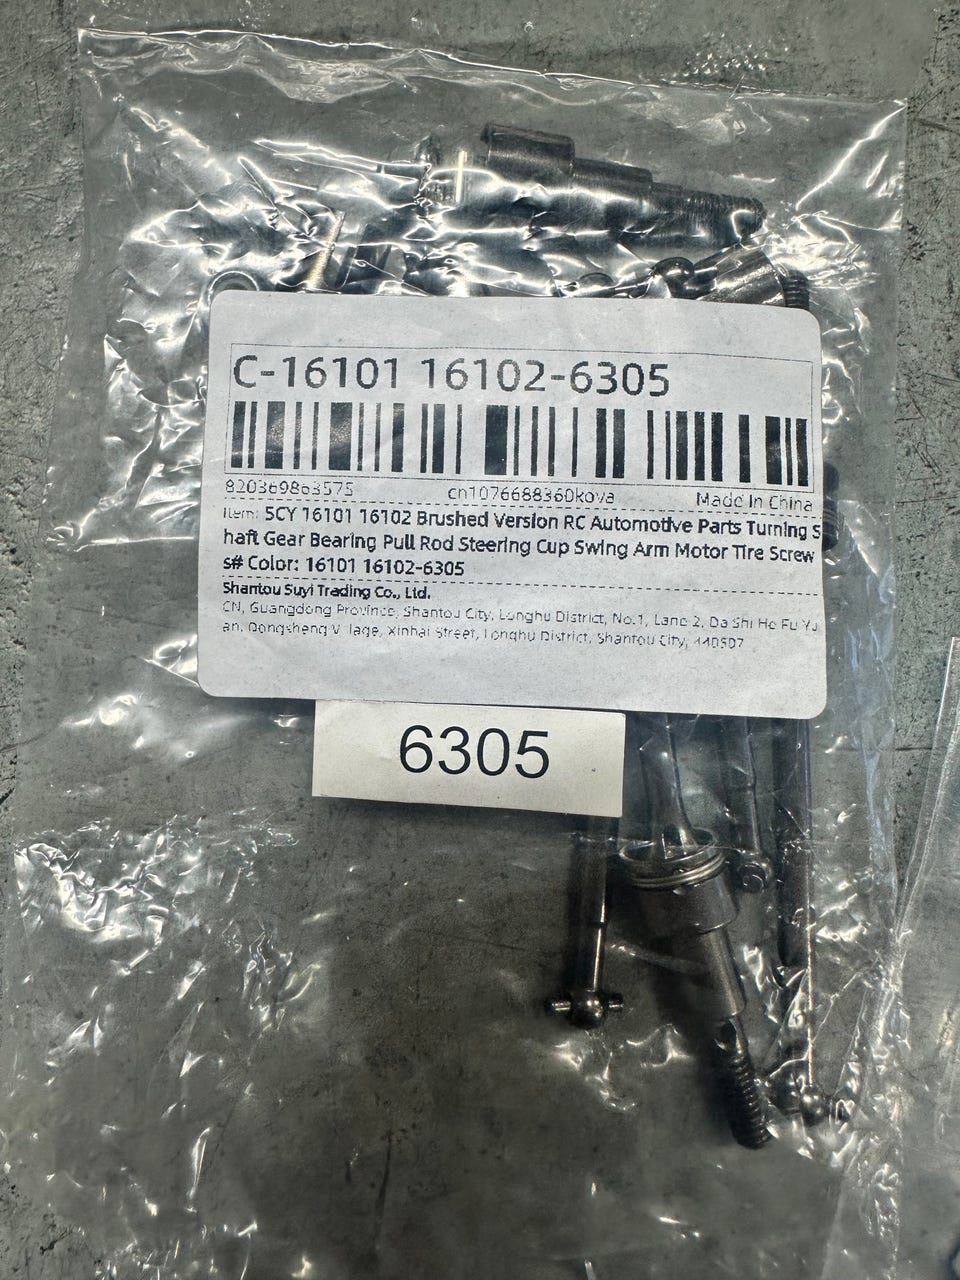 C-16101 16102-6305
820369863575 cn1076688360kova Made In China
Item: SCY 16101 16102 Brushed Version RC Automotive Parts Turning S
haft Gear Bearing Pull Rod Steering Cup Swing Arm Motor Tire Screw
s# Color: 16101 16102-6305
Shantou Suyi Trading Co., Ltd.
CN, Guangdong Province, Shantou City, Longhu District, No.1, Lane 2, Da Shi He Fu Yu
an, Dongsheng Village, Xinhai Street, Longhu District, Shantou City,
6305